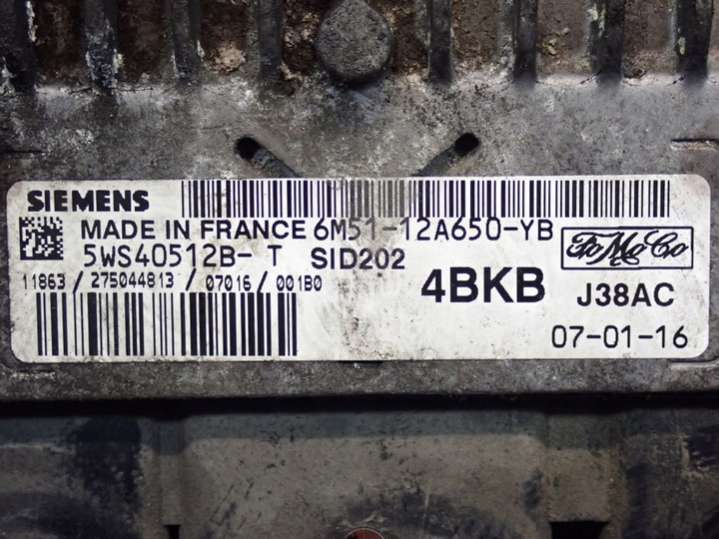 SIEMENS
MADE IN FRANCE 6M51-12A650-YB
5WS40512B- T SID202
FoMoCo
11863 / 275044813 / 07016 / 001B0
4BKB J38AC
07-01-16